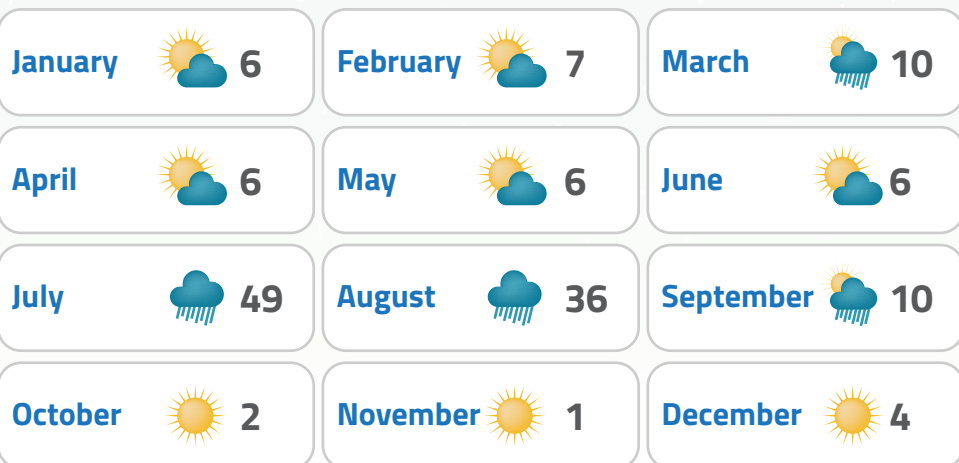 January 6 February 7 March 10
April 6 May 6 June 6
July 49 August 36 September 10
October 2 November 1 December 4